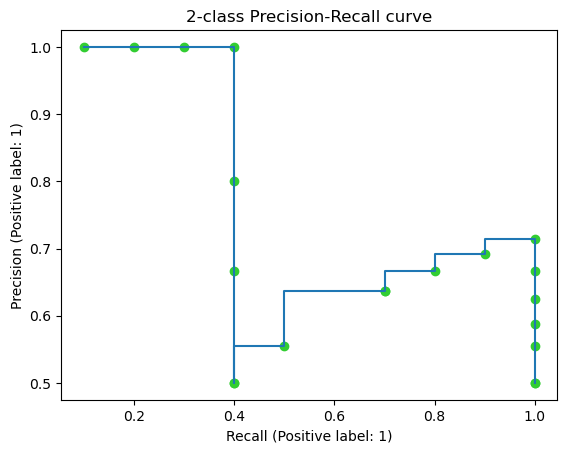 2-class Precision-Recall curve
1.0
0.9
0.8
0.7
0.6
0.5
Precision (Positive label: 1)
0.2 0.4 0.6 0.8 1.0
Recall (Positive label: 1)